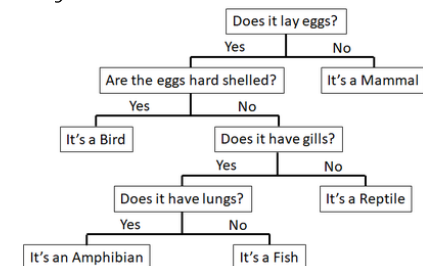 Does it lay eggs?
Yes No
Are the eggs hard shelled? It's a Mammal
Yes No
It's a Bird Does it have gills?
Yes No
Does it have lungs? It's a Reptile
Yes No
It's an Amphibian It's a Fish